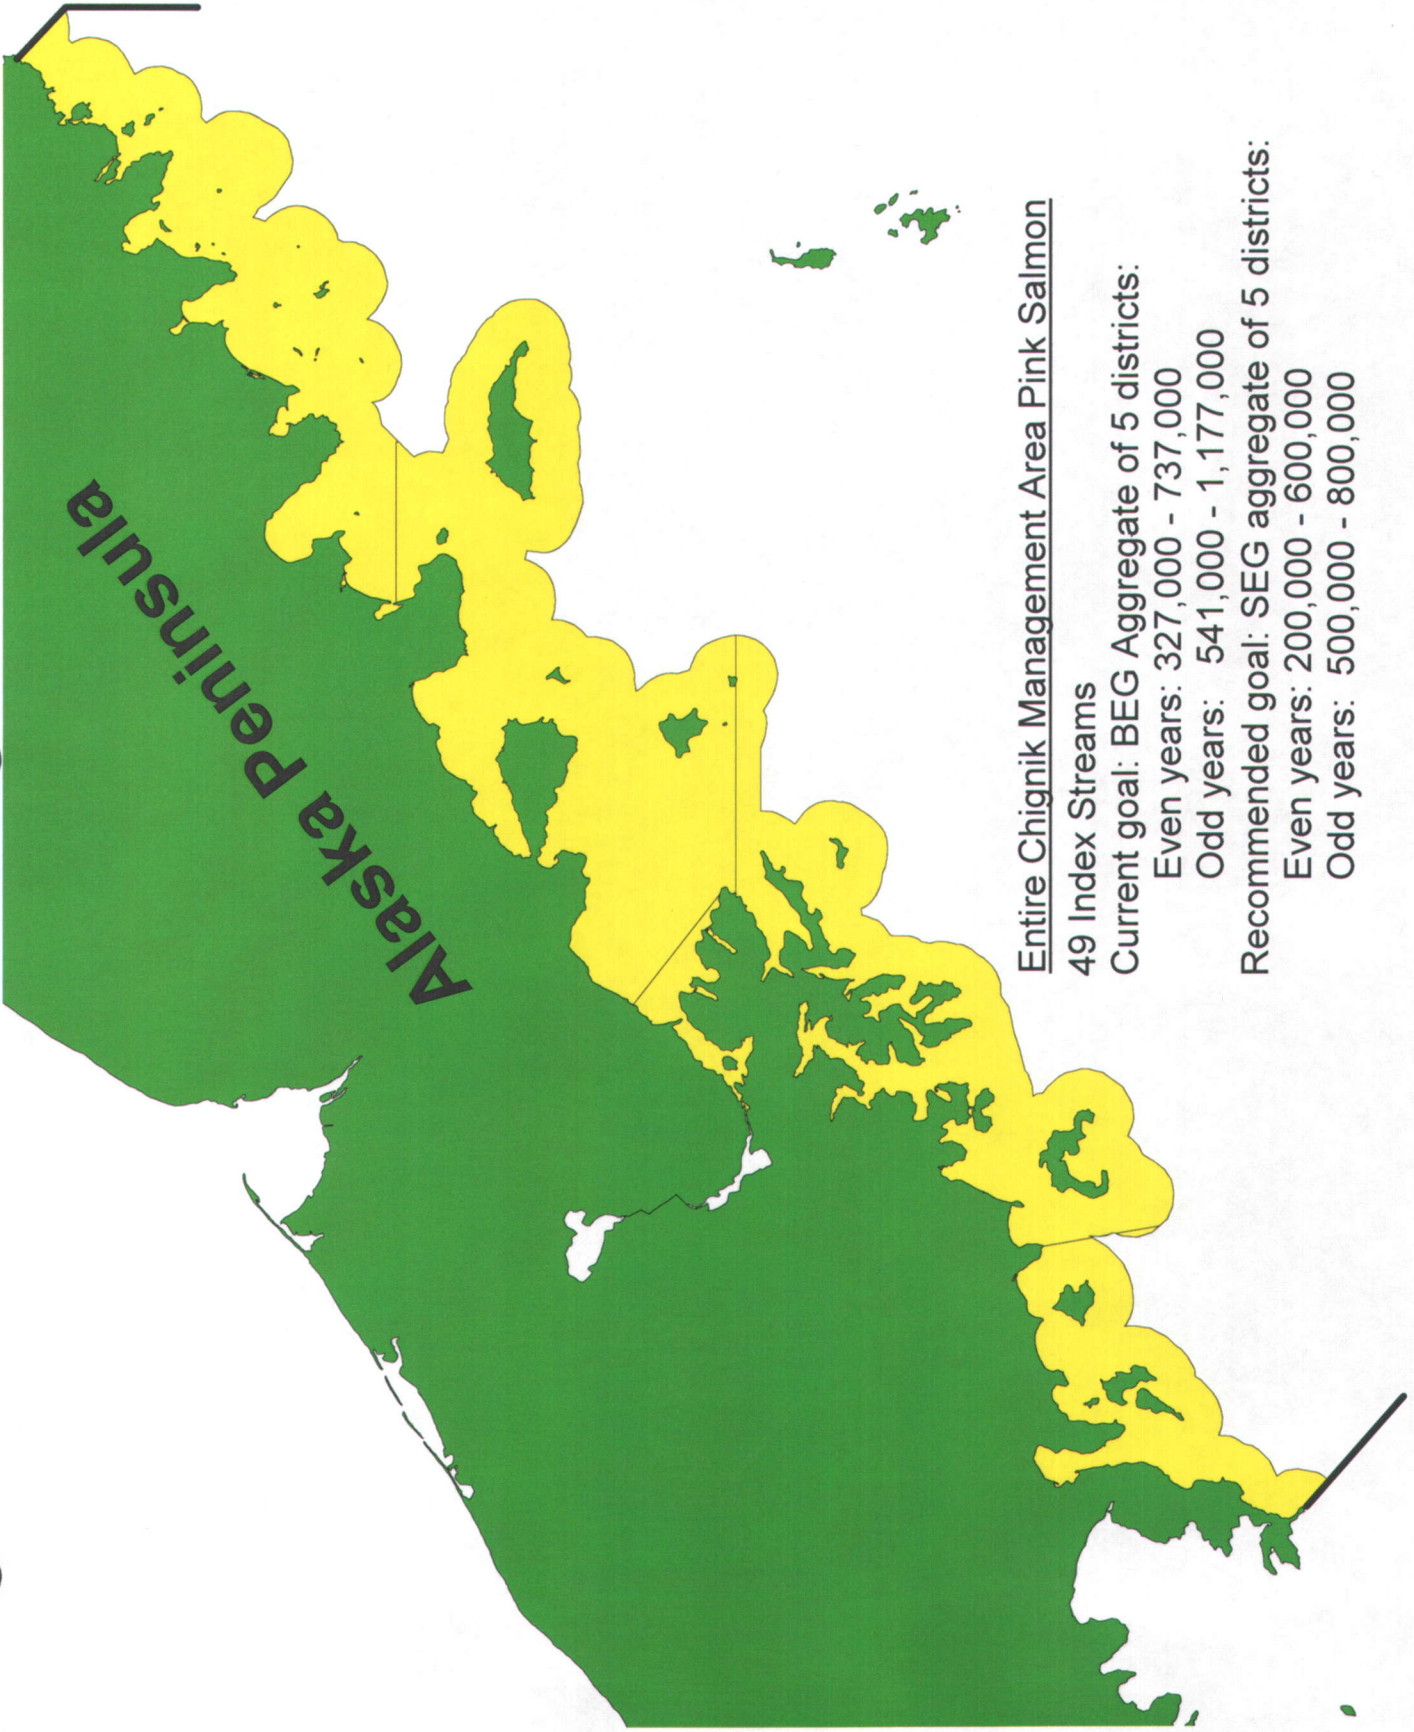 Alaska Peninsula
Entire Chignik Management Area Pink Salmon
49 Index Streams
Current goal: BEG Aggregate of 5 districts:
Even years: 327,000 - 737,000
Odd years: 541,000 - 1,177,000
Recommended goal: SEG aggregate of 5 districts:
Even years: 200,000 - 600,000
Odd years: 500,000 - 800,000